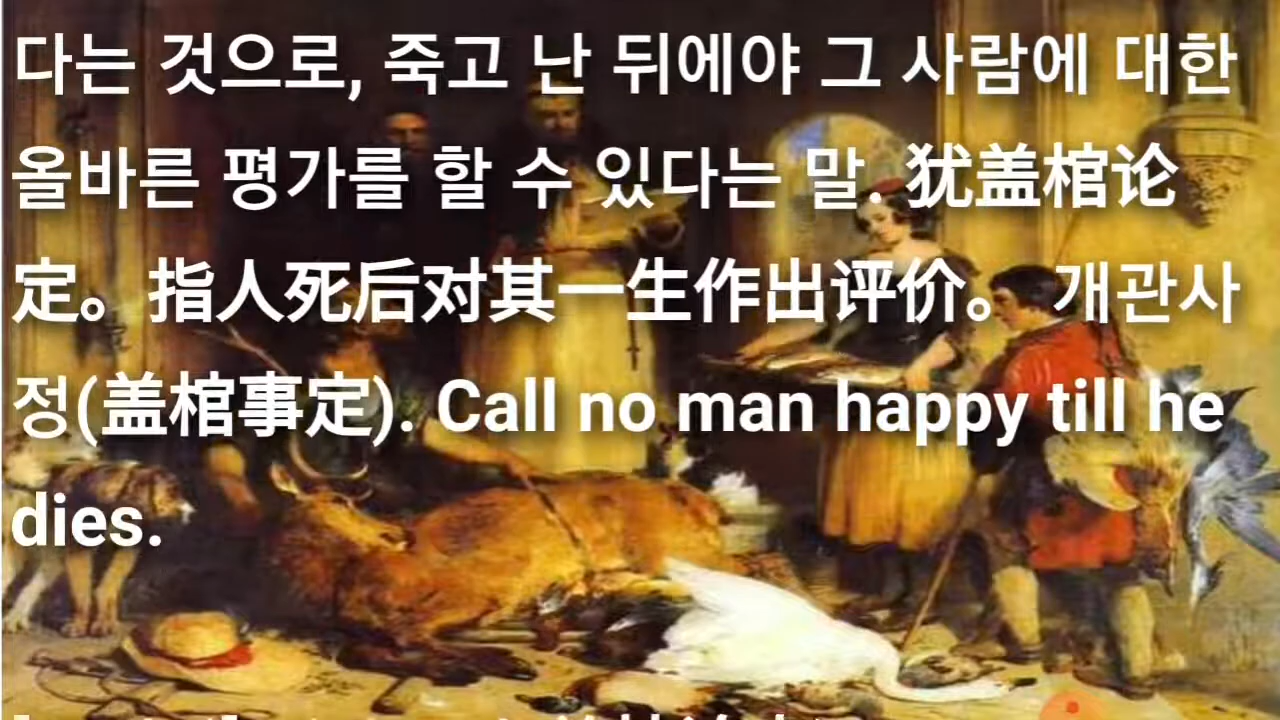 다는 것으로, 죽고 난 뒤에야 그 사람에 대한
올바른 평가를 할 수 있다는 말. 犹盖棺论
定。指人死后对其一生作出评价。 개관사
정(盖棺事定). Call no man happy till he
dies.